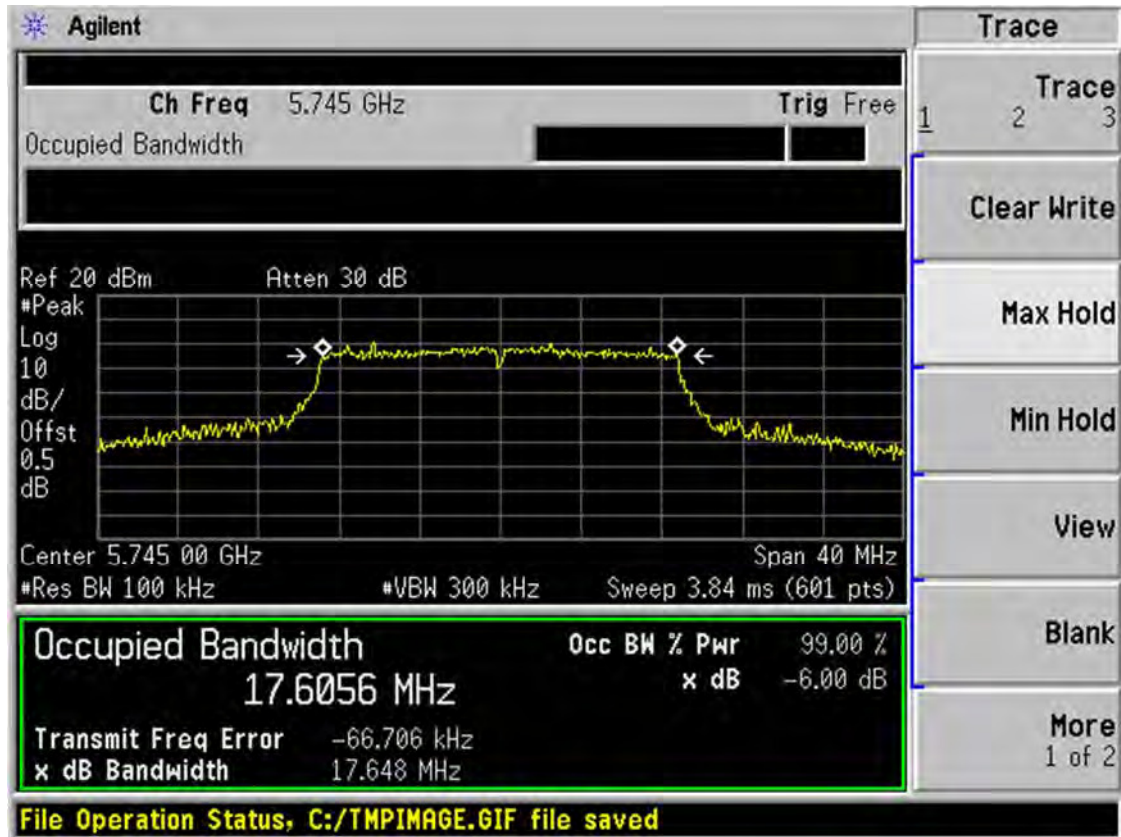 Agilent
Trace
Ch Freq 5.745 GHz Trig Free
Occupied Bandwidth
Trace
1 2 3
Clear Write
Max Hold
Min Hold
View
Blank
More
1 of 2
Ref 20 dBm Atten 30 dB
#Peak
Log
10
dB/
Offst
0.5
dB
Center 5.745 00 GHz Span 40 MHz
#Res BW 100 kHz #VBW 300 kHz Sweep 3.84 ms (601 pts)
Occupied Bandwidth
17.6056 MHz
Occ BW % Pwr 99.00 %
x dB -6.00 dB
Transmit Freq Error -66.706 kHz
x dB Bandwidth 17.648 MHz
File Operation Status, C:/TMPIMAGE.GIF file saved